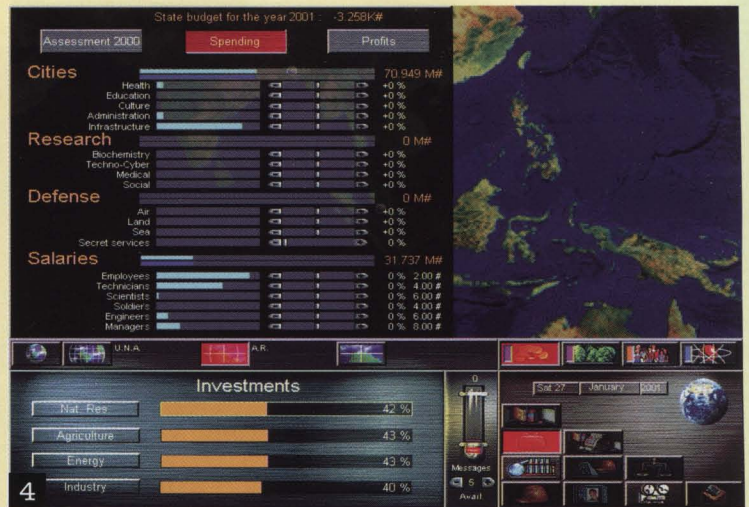 State budget for the year 2001 : -3.258K#
Assessment 2000 Spending Profits
Cities 70.949 M#
Health +0 %
Education +0 %
Culture +0 %
Administration +0 %
Infrastructure +0 %
Research 0 M#
Biochemistry +0 %
Techno-Cyber +0 %
Medical +0 %
Social +0 %
Defense 0 M#
Air +0 %
Land +0 %
Sea +0 %
Secret services 0 %
Salaries 31.737 M#
Employees 0 % 2.00 #
Technicians 0 % 4.00 #
Scientists 0 % 6.00 #
Soldiers 0 % 4.00 #
Engineers 0 % 6.00 #
Managers 0 % 8.00 #
U.N.A. A.R.
Investments
Nat. Res 42 %
Agriculture 43 %
Energy 43 %
Industry 40 %
0
Messages
5
Avail.
Sat 27 January 2001
4